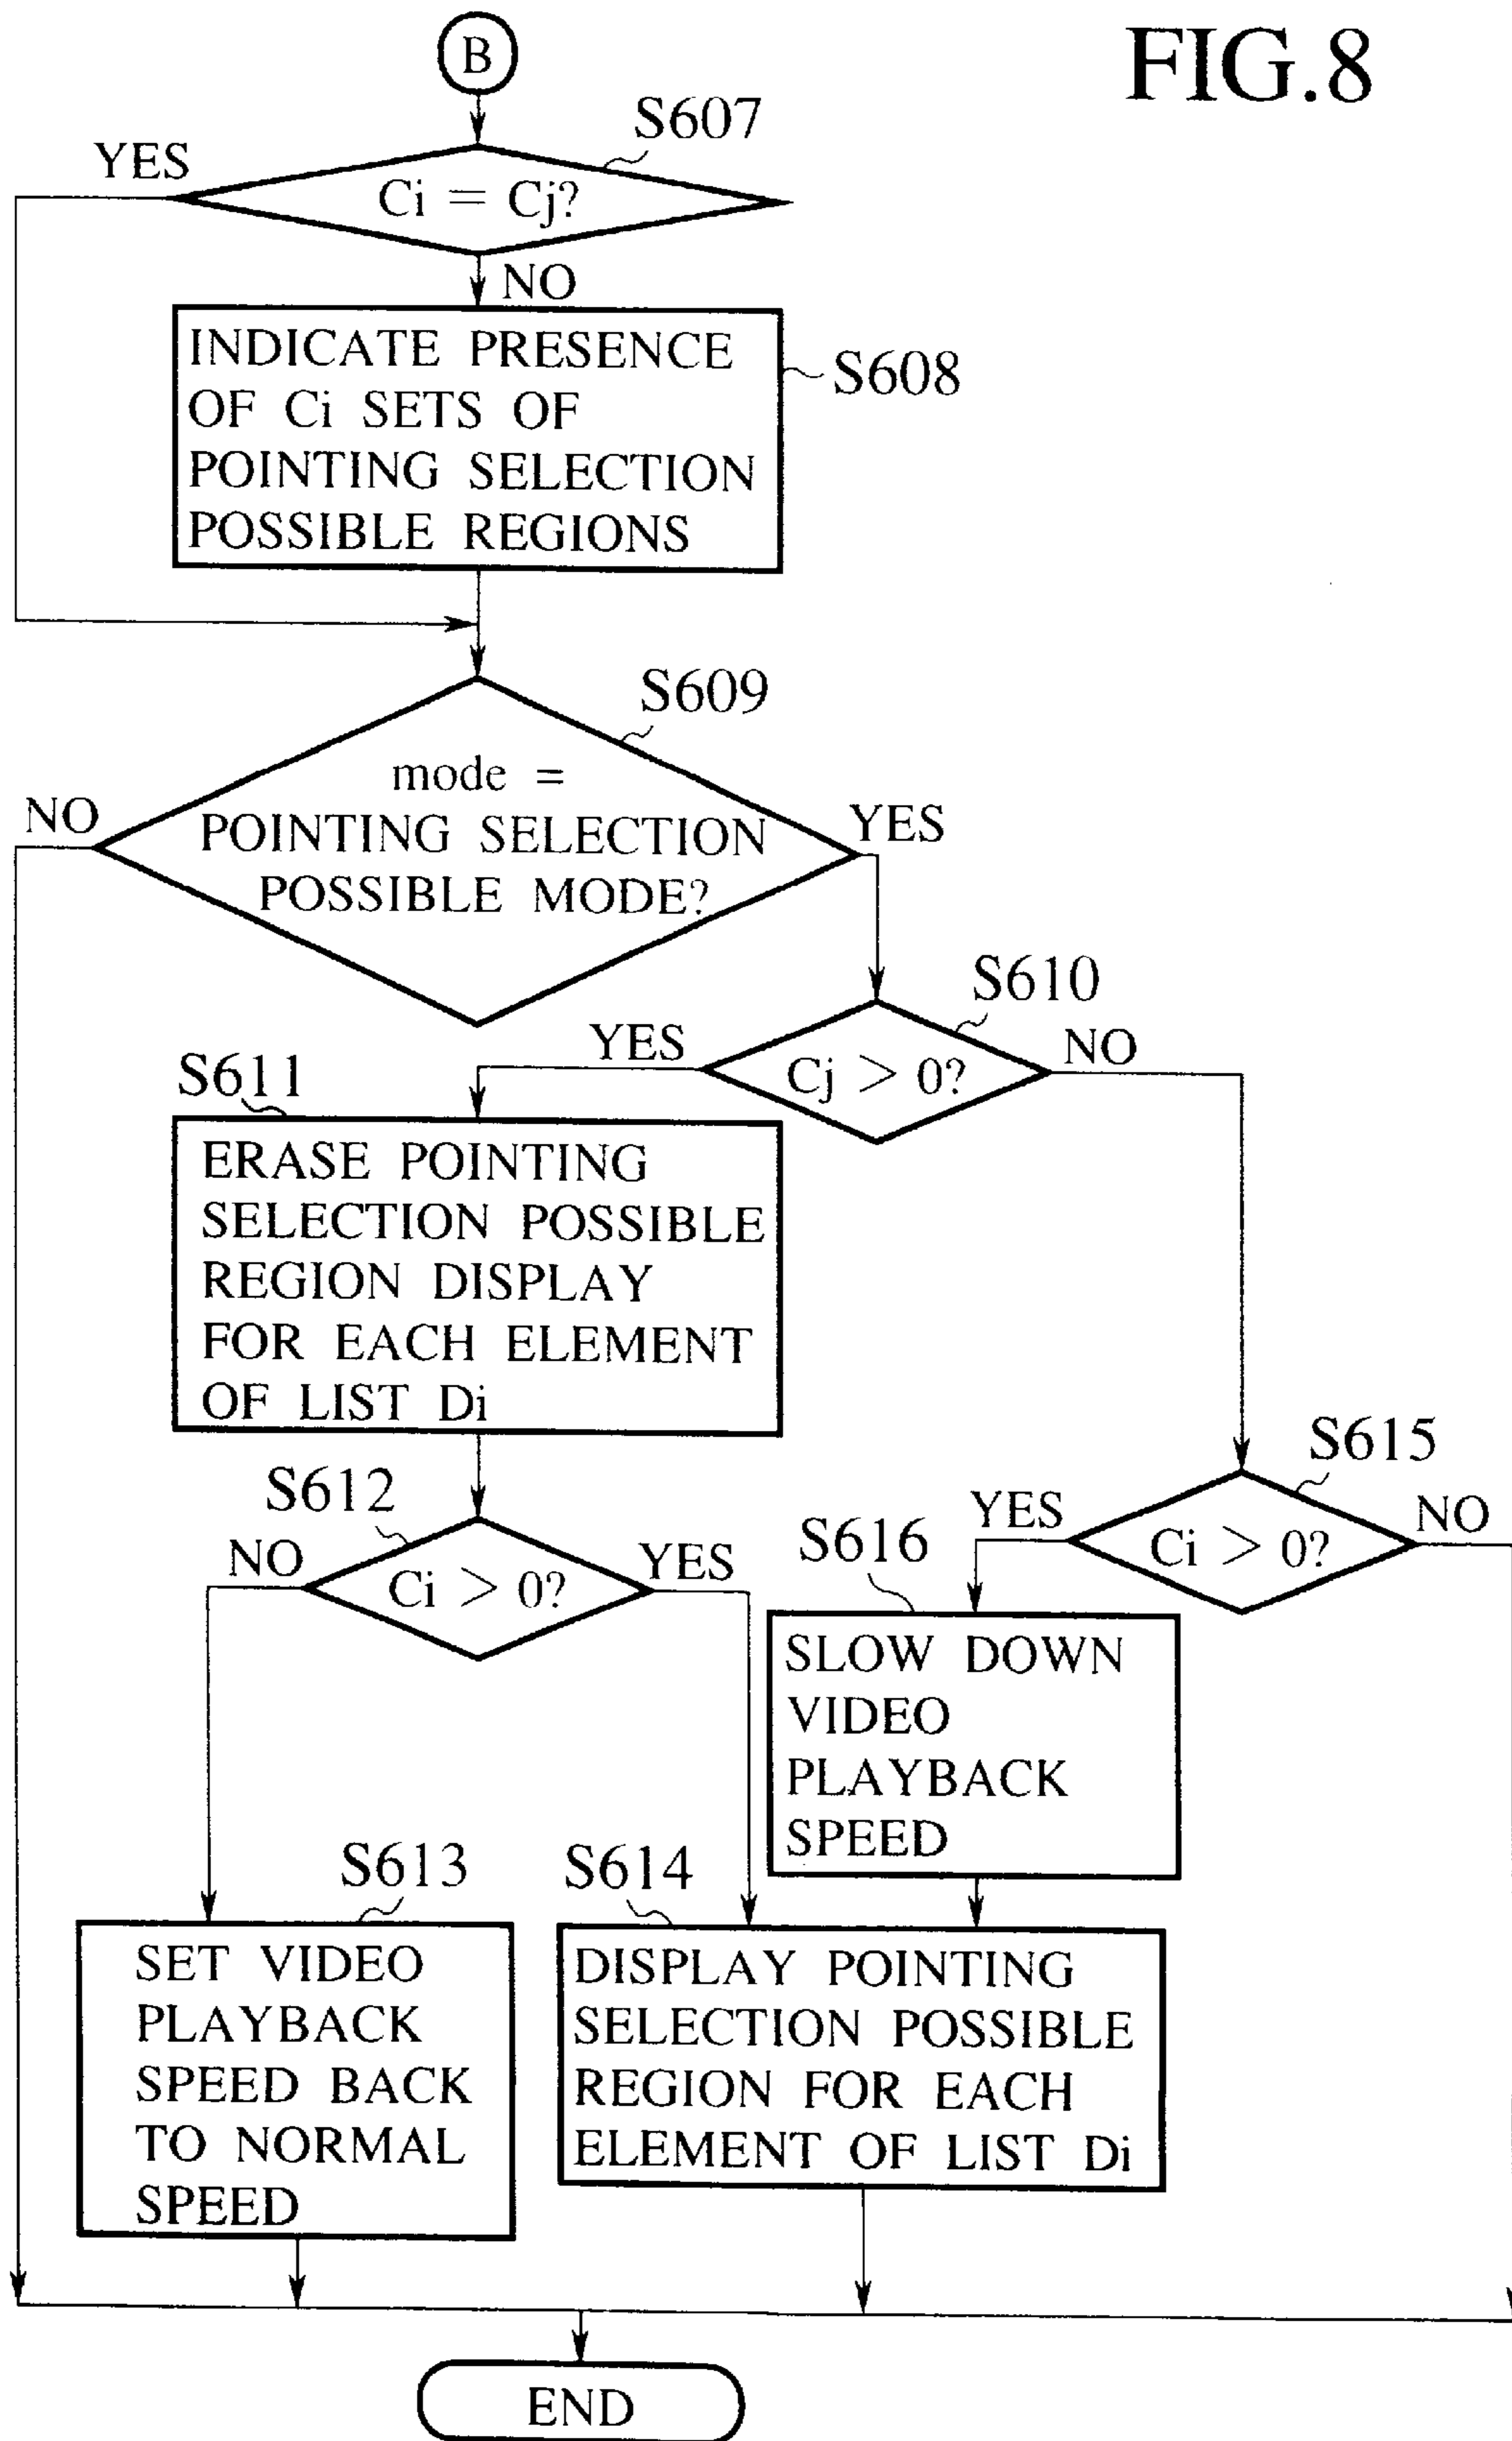 FIG.8
B
S607
YES
Ci = Cj?
NO
INDICATE PRESENCE
OF Ci SETS OF
POINTING SELECTION
POSSIBLE REGIONS
S608
S609
mode =
POINTING SELECTION
POSSIBLE MODE?
NO
YES
S610
YES
Cj > 0?
NO
S611
ERASE POINTING
SELECTION POSSIBLE
REGION DISPLAY
FOR EACH ELEMENT
OF LIST Di
S612
NO
Ci > 0?
YES
S615
YES
Ci > 0?
NO
S616
SLOW DOWN
VIDEO
PLAYBACK
SPEED
S613
SET VIDEO
PLAYBACK
SPEED BACK
TO NORMAL
SPEED
S614
DISPLAY POINTING
SELECTION POSSIBLE
REGION FOR EACH
ELEMENT OF LIST Di
END